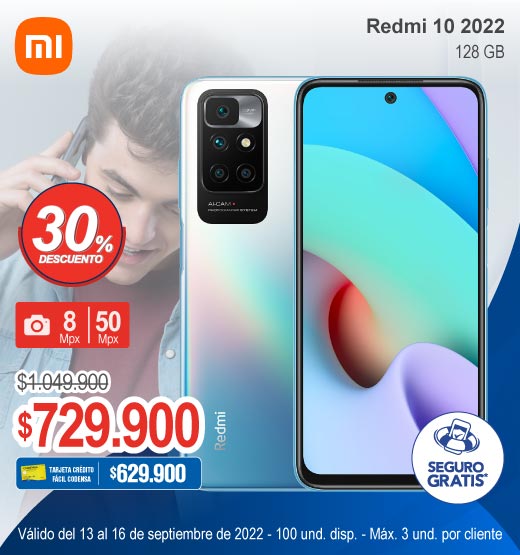 mi
Redmi 10 2022
128 GB
AI-CAM
30%
DESCUENTO
8 Mpx | 50 Mpx
$1.049.900
$729.900
TARJETA CRÉDITO
FÁCIL CODENSA
$629.900
Redmi
SEGURO
GRATIS*
Válido del 13 al 16 de septiembre de 2022 - 100 und. disp. - Máx. 3 und. por cliente